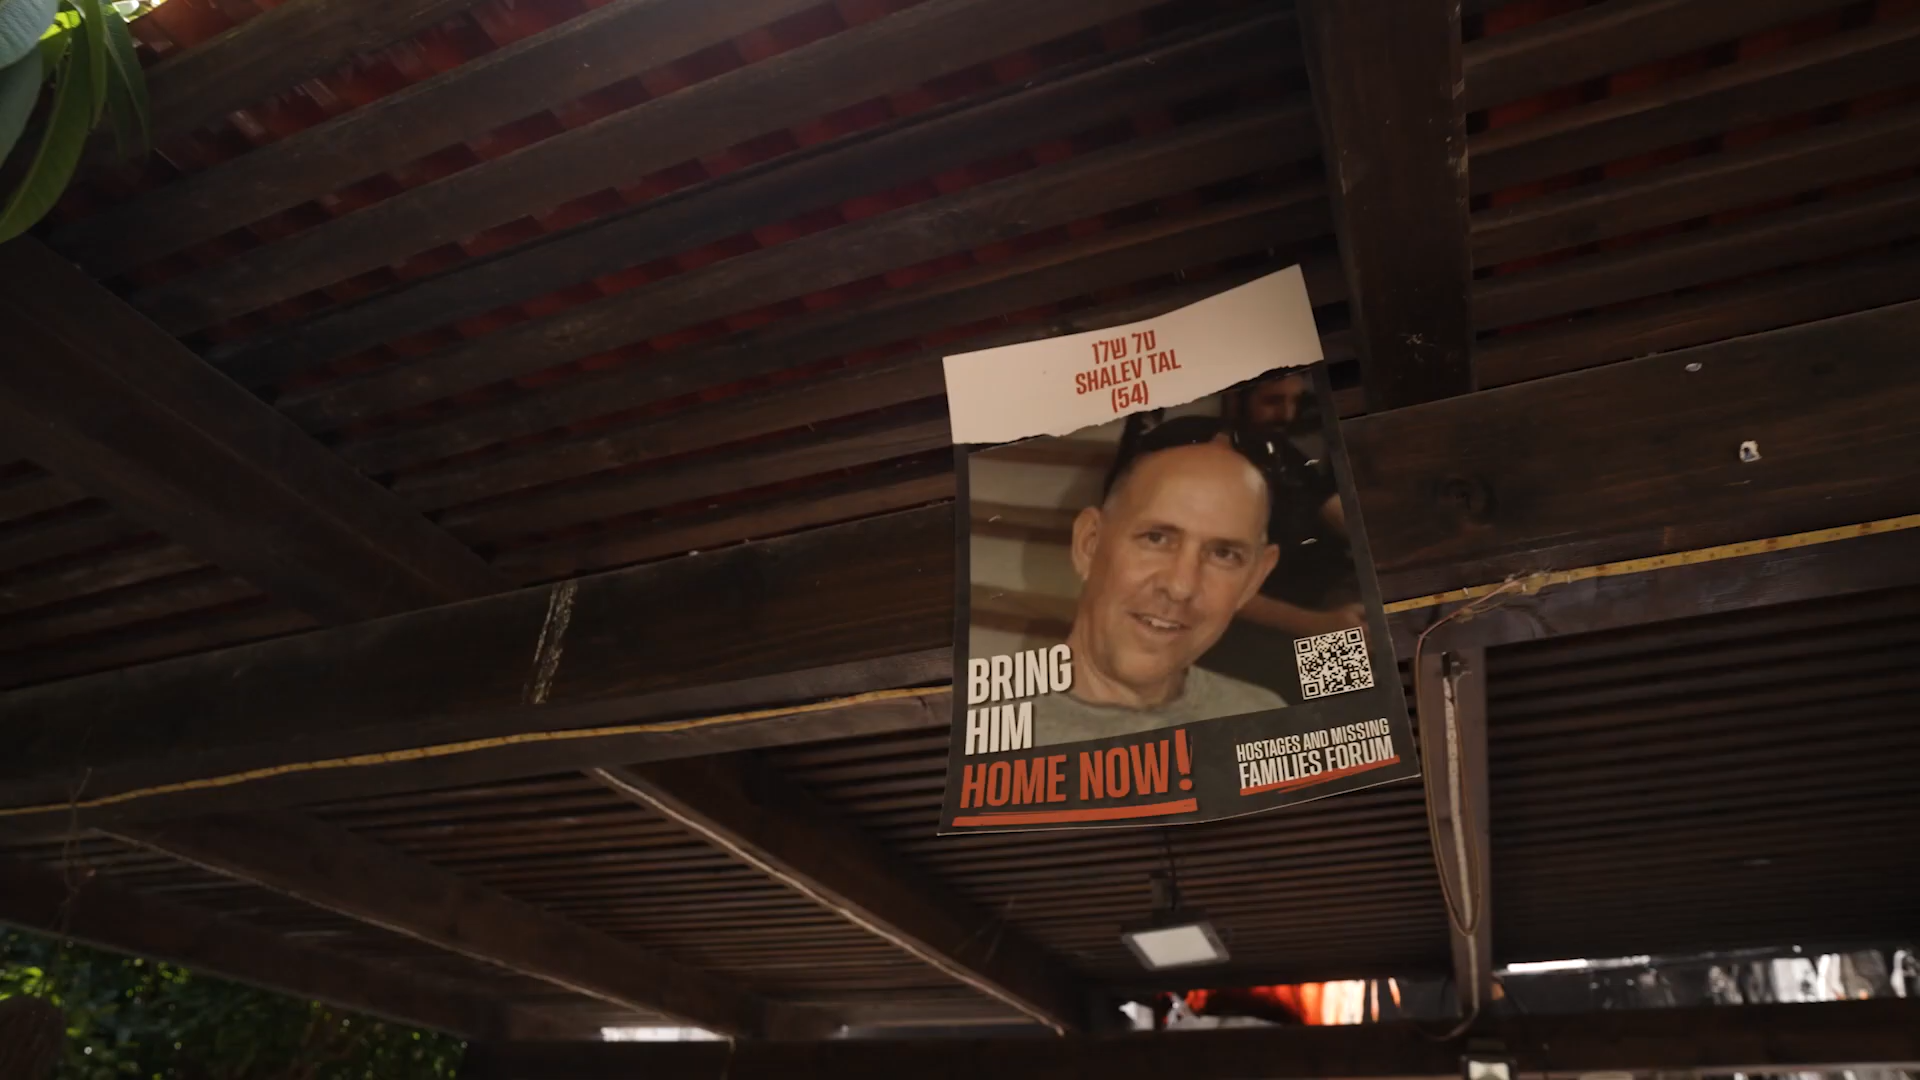 טל שלו
SHALEV TAL
(54)
BRING
HIM
HOME NOW!
HOSTAGES AND MISSING
FAMILIES FORUM